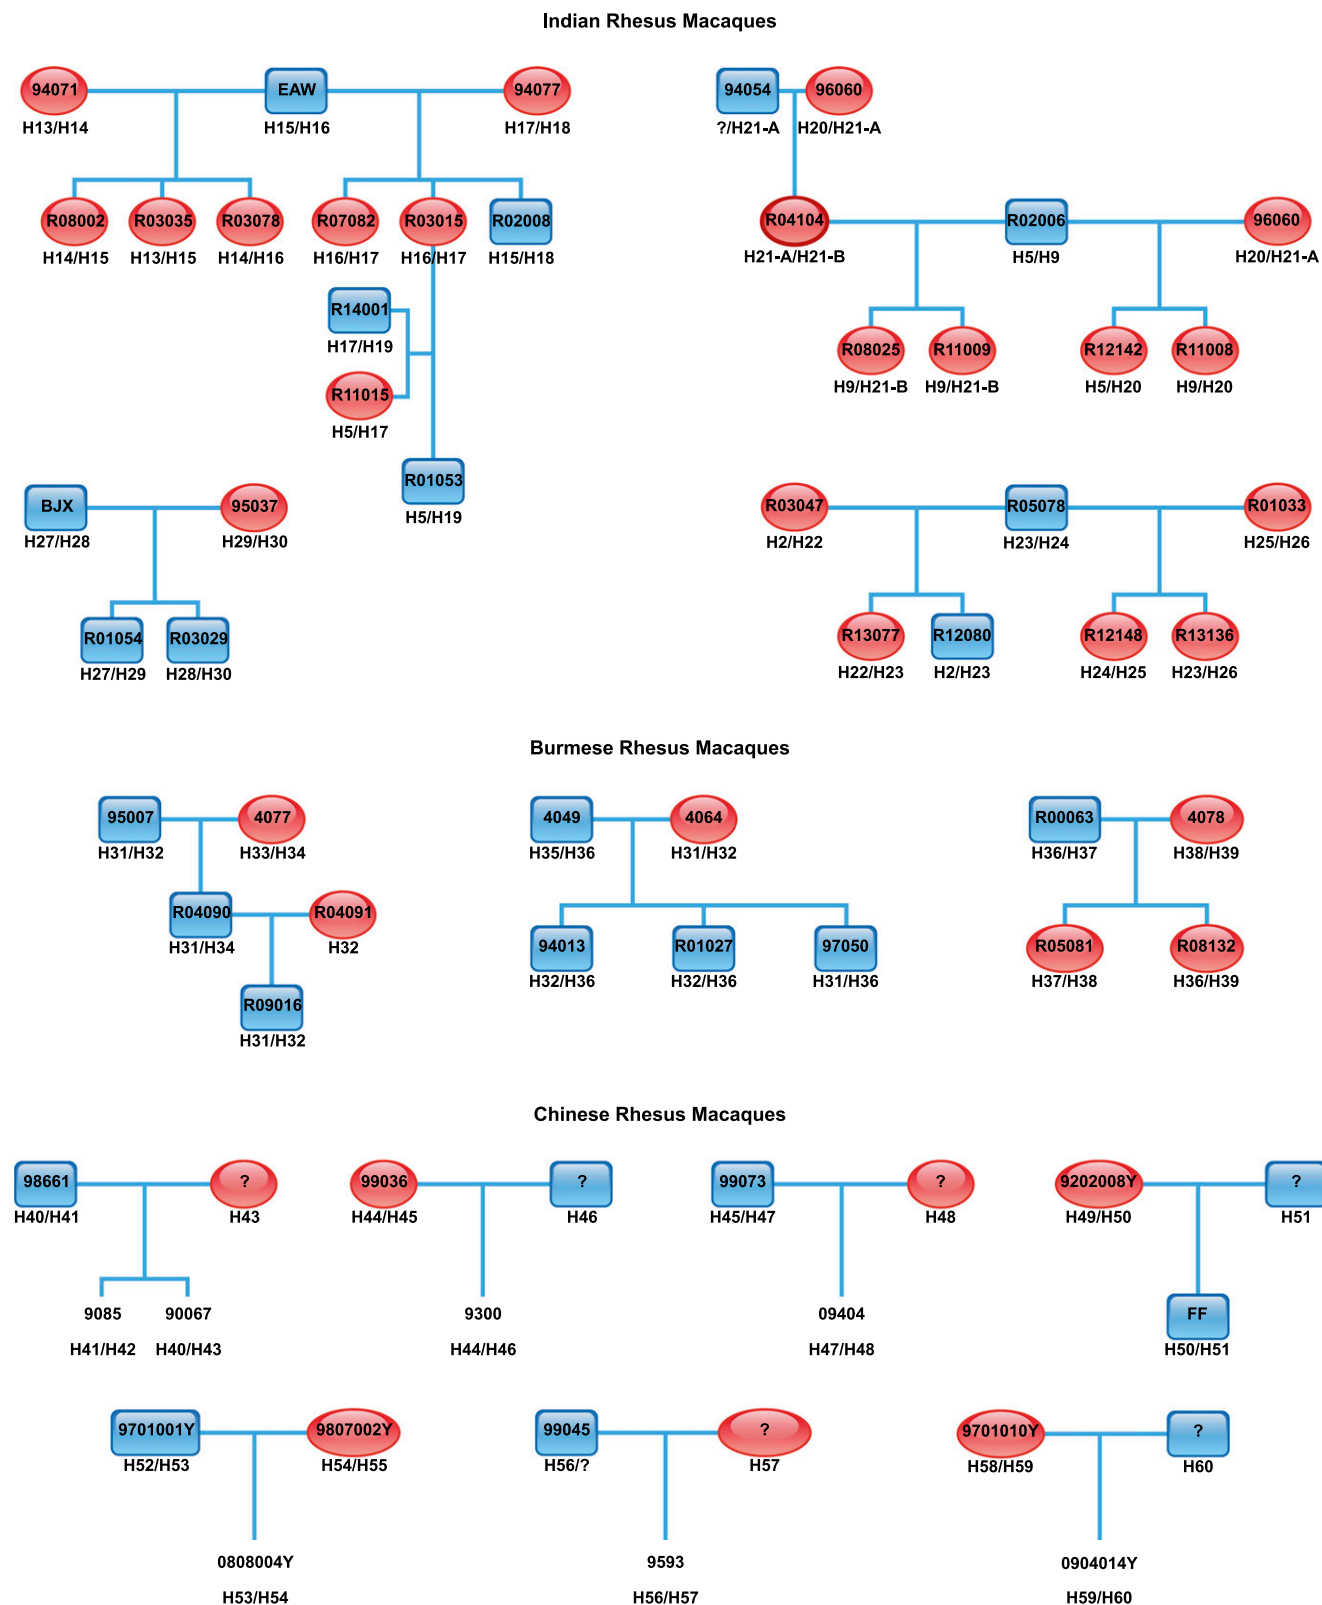 Indian Rhesus Macaques
94071 EAW 94077 94054 96060
H13/H14 H15/H16 H17/H18 ?/H21-A H20/H21-A
R08002 R03035 R03078 R07082 R03015 R02008 R04104 R02006 96060
H14/H15 H13/H15 H14/H16 H16/H17 H16/H17 H15/H18 H21-A/H21-B H5/H9 H20/H21-A
R14001
H17/H19
R08025 R11009 R12142 R11008
H9/H21-B H9/H21-B H5/H20 H9/H20
R11015
H5/H17
R01053
H5/H19
BJX 95037 R03047 R05078 R01033
H27/H28 H29/H30 H2/H22 H23/H24 H25/H26
R01054 R03029 R13077 R12080 R12148 R13136
H27/H29 H28/H30 H22/H23 H2/H23 H24/H25 H23/H26
Burmese Rhesus Macaques
95007 4077 4049 4064 R00063 4078
H31/H32 H33/H34 H35/H36 H31/H32 H36/H37 H38/H39
R04090 R04091
H31/H34 H32
94013 R01027 97050 R05081 R08132
H32/H36 H32/H36 H31/H36 H37/H38 H36/H39
R09016
H31/H32
Chinese Rhesus Macaques
98661 ? 99036 ? 99073 ? 9202008Y ?
H40/H41 H43 H44/H45 H46 H45/H47 H48 H49/H50 H51
9085 90067 9300 09404 FF
H41/H42 H40/H43 H44/H46 H47/H48 H50/H51
9701001Y 9807002Y 99045 ? 9701010Y ?
H52/H53 H54/H55 H56/? H57 H58/H59 H60
0808004Y 9593 0904014Y
H53/H54 H56/H57 H59/H60